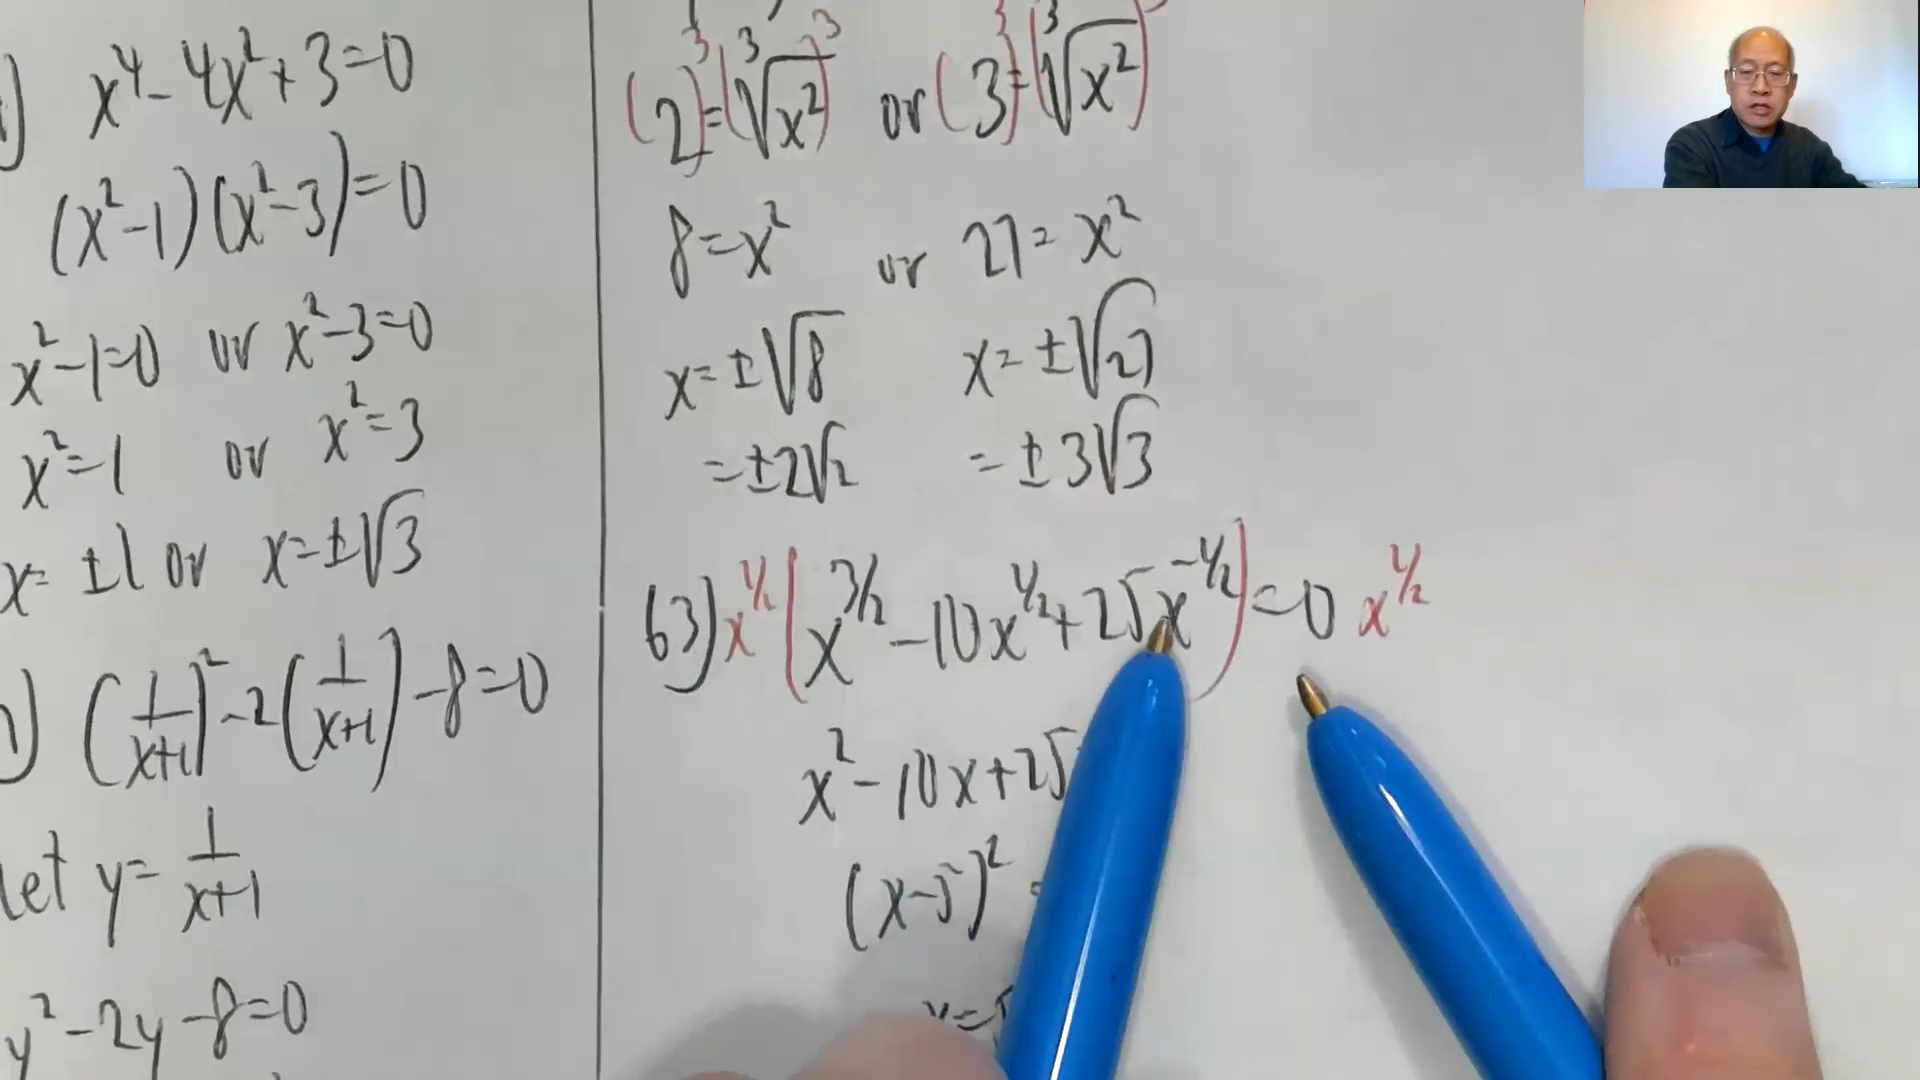 x⁴ - 4x² + 3 = 0
(x² - 1)(x² - 3) = 0
x² - 1 = 0 or x² - 3 = 0
x² = 1 or x² = 3
x = ±1 or x = ±√3
(1/(x+1))² - 2(1/(x+1)) - 8 = 0
let y = 1/(x+1)
y² - 2y - 8 = 0
(2)³ = (³√x²)³ or (3)³ = (³√x²)³
8 = x² or 27 = x²
x = ±√8 x = ±√27
= ±2√2 = ±3√3
63) x^1/2 (x^3/2 - 10x^1/2 + 25x^-1/2) = 0 x^1/2
x² - 10x + 25
(x - 5)²
x = 5